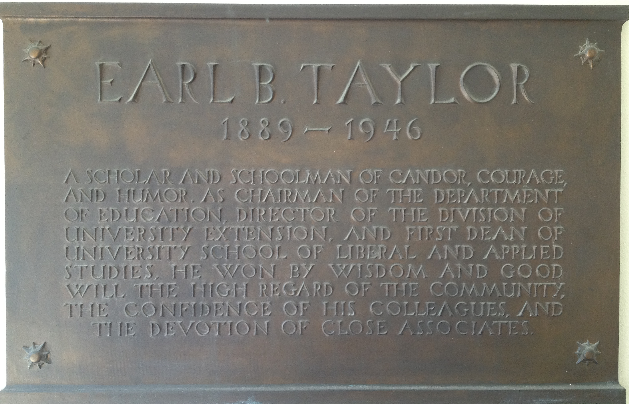 EARL B. TAYLOR
1889 — 1946
A SCHOLAR AND SCHOOLMAN OF CANDOR, COURAGE,
AND HUMOR. AS CHAIRMAN OF THE DEPARTMENT
OF EDUCATION, DIRECTOR OF THE DIVISION OF
UNIVERSITY EXTENSION, AND FIRST DEAN OF
UNIVERSITY SCHOOL OF LIBERAL AND APPLIED
STUDIES, HE WON BY WISDOM AND GOOD
WILL THE HIGH REGARD OF THE COMMUNITY,
THE CONFIDENCE OF HIS COLLEAGUES, AND
THE DEVOTION OF CLOSE ASSOCIATES.